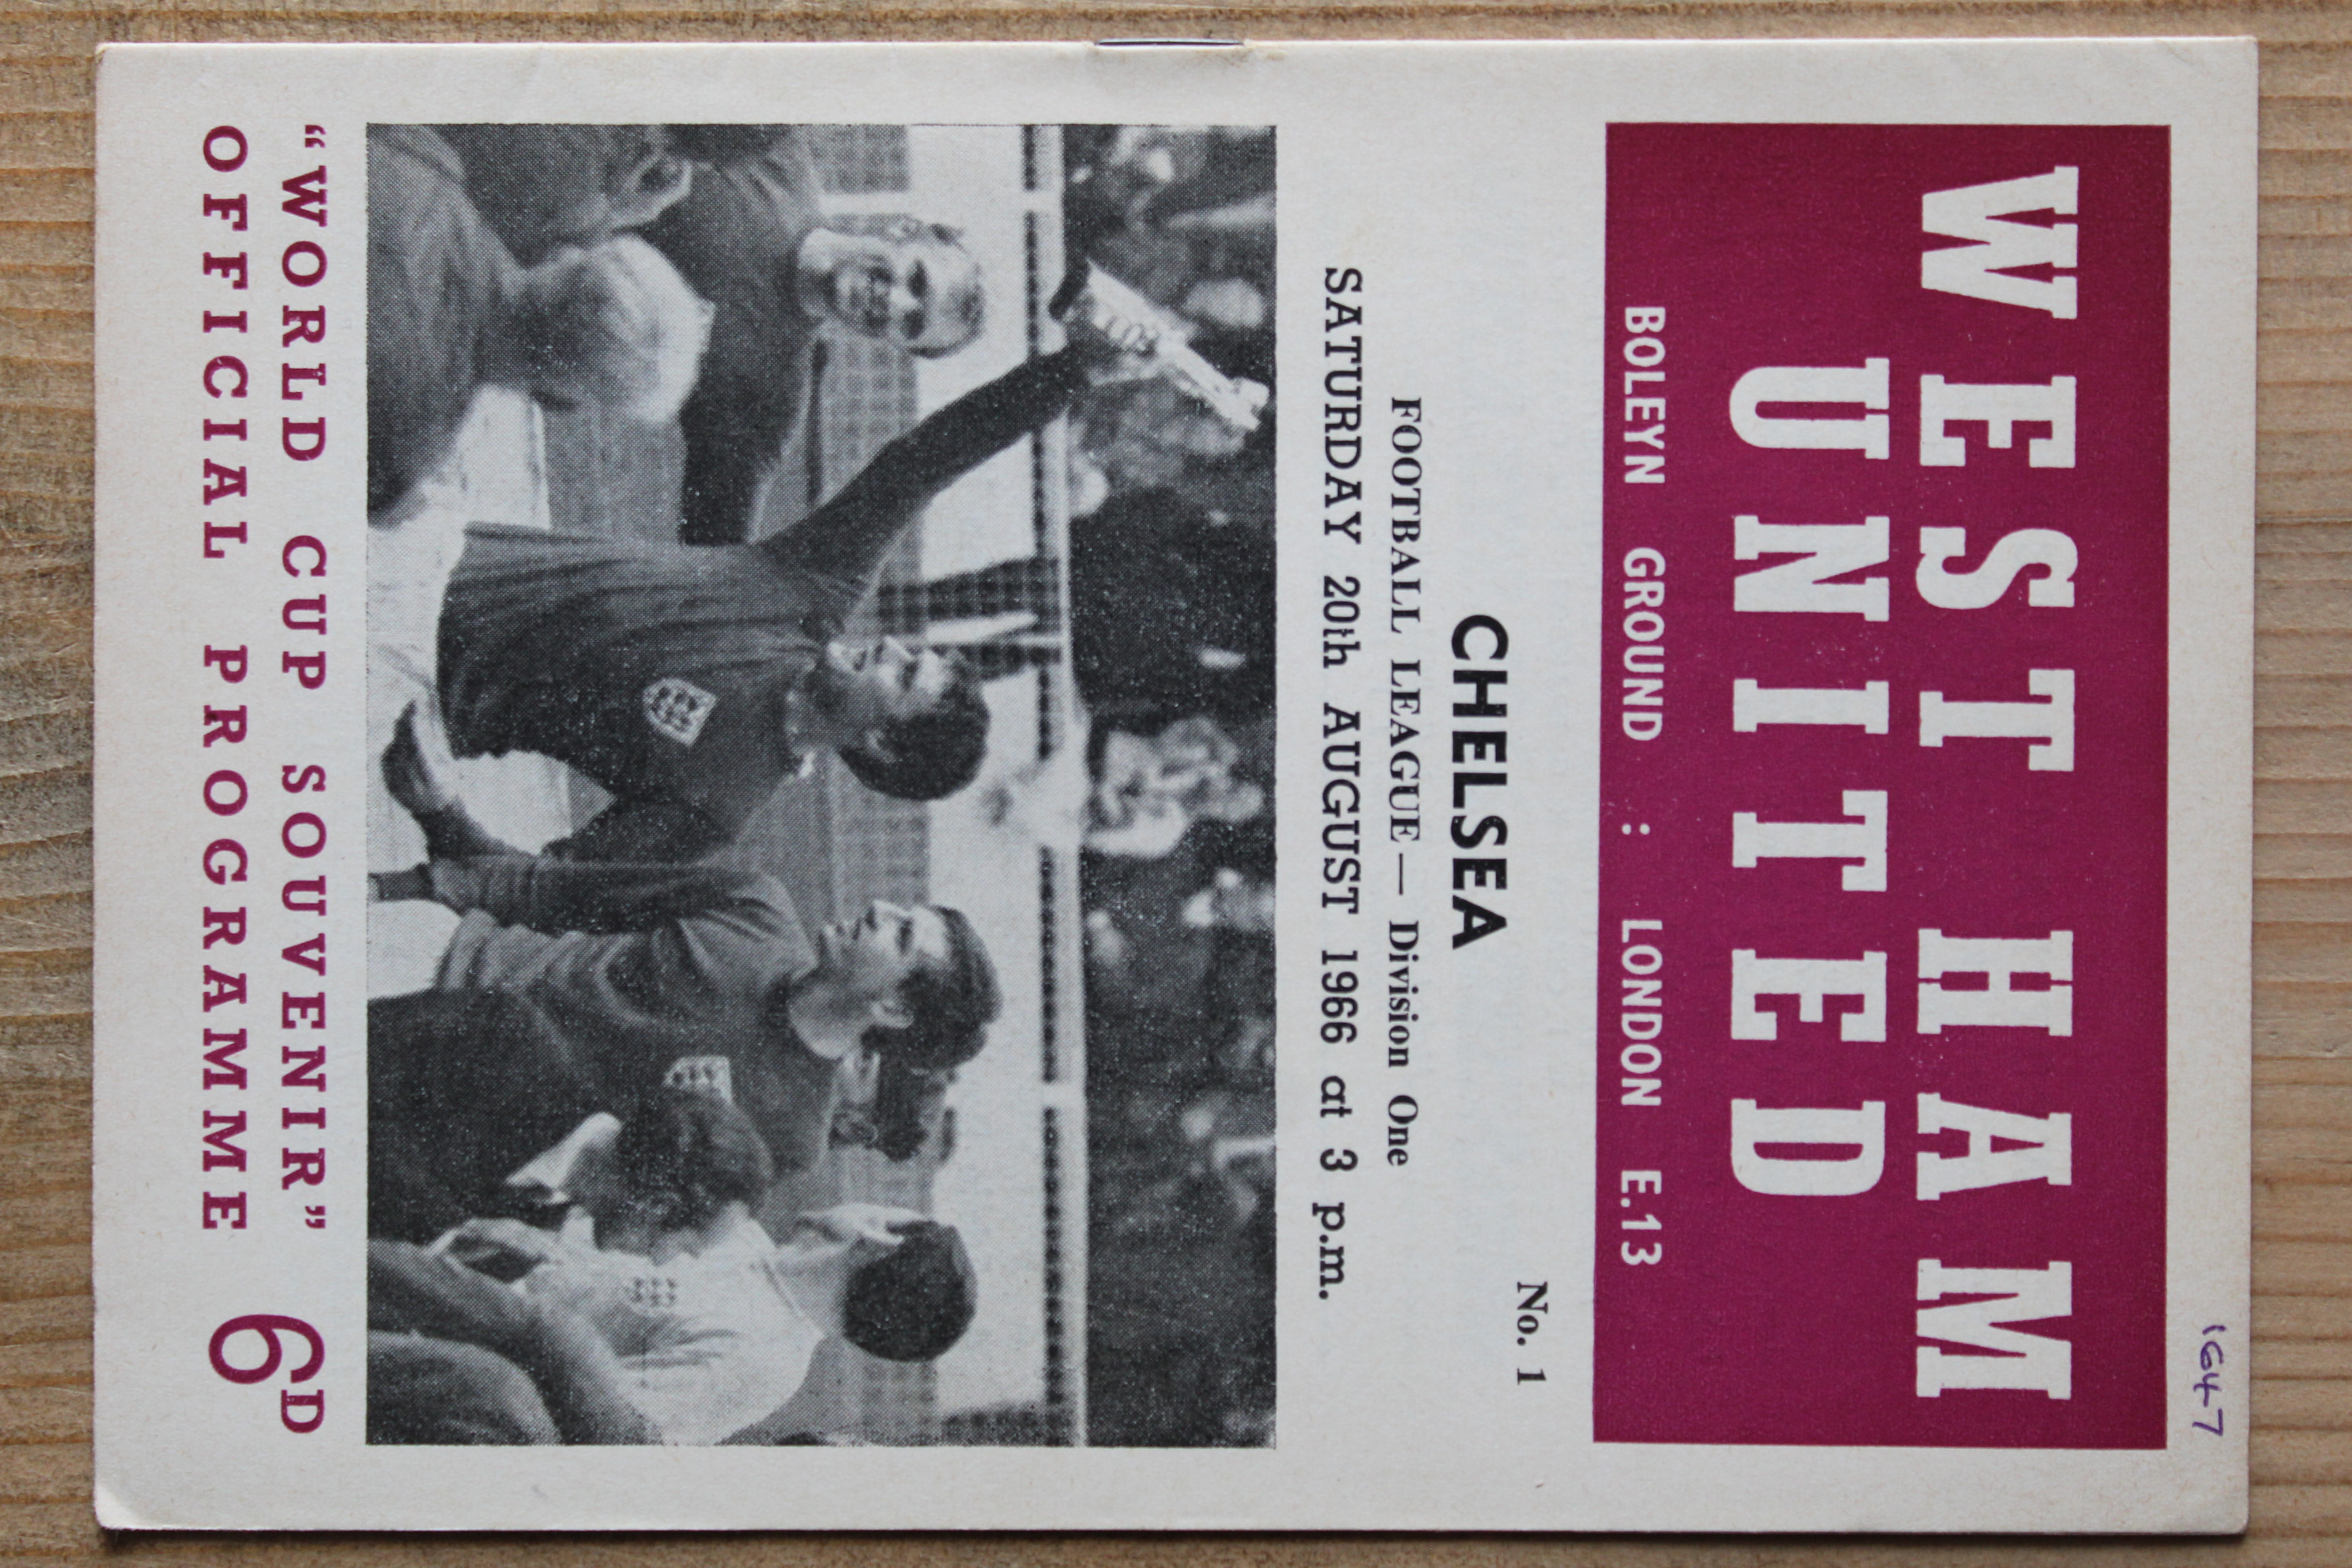 1647
WEST HAM
UNITED
BOLEYN GROUND : LONDON E.13
No. 1
CHELSEA
FOOTBALL LEAGUE — Division One
SATURDAY 20th AUGUST 1966 at 3 p.m.
"WORLD CUP SOUVENIR"
OFFICIAL PROGRAMME 6D